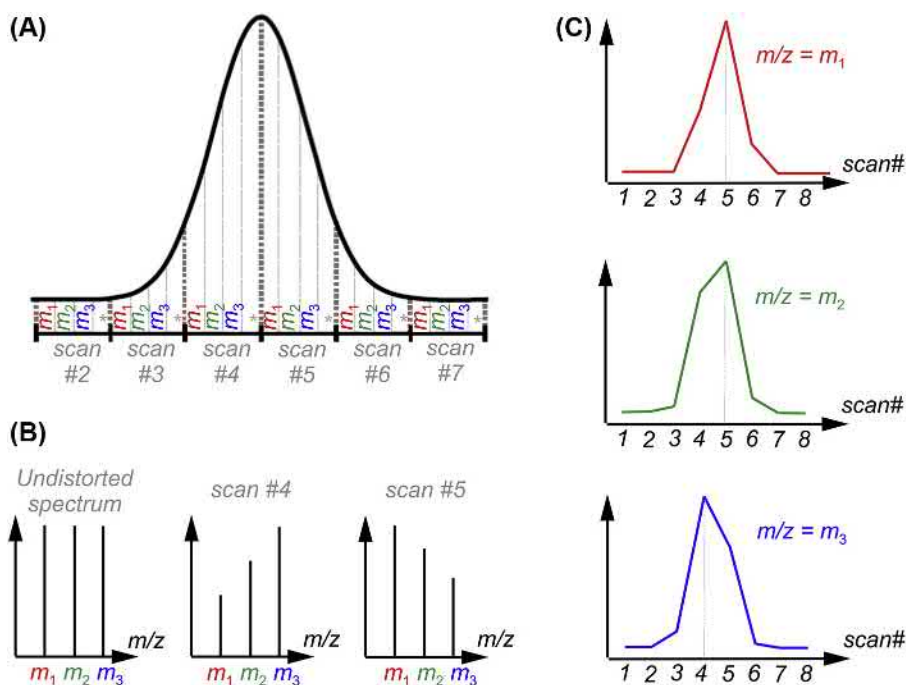 (A)
m1 m2 m3 * m1 m2 m3 * m1 m2 m3 * m1 m2 m3 * m1 m2 m3 * m1 m2 m3 *
scan #2
scan #3
scan #4
scan #5
scan #6
scan #7
(B)
Undistorted
spectrum
m/z
m1 m2 m3
scan #4
m/z
m1 m2 m3
scan #5
m/z
m1 m2 m3
(C)
m/z = m1
scan#
1 2 3 4 5 6 7 8
m/z = m2
scan#
1 2 3 4 5 6 7 8
m/z = m3
scan#
1 2 3 4 5 6 7 8